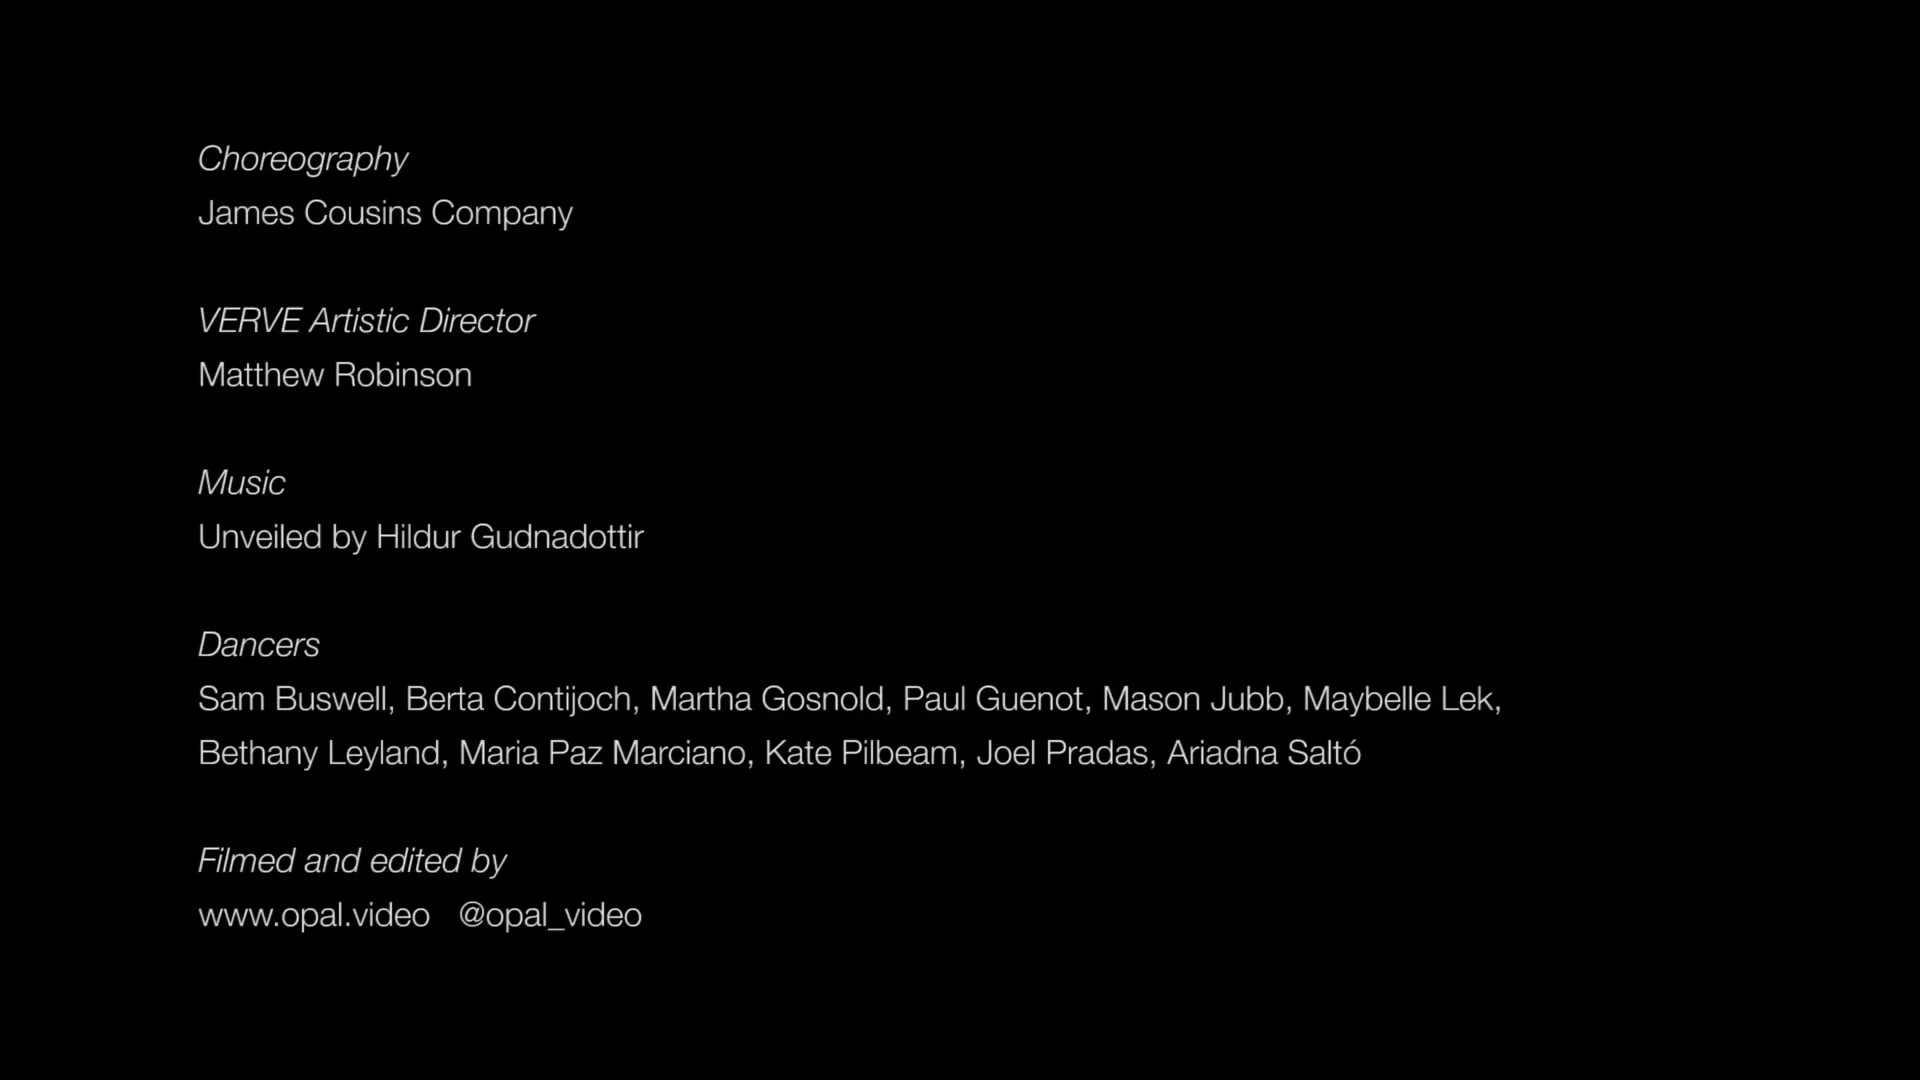 Choreography
James Cousins Company
VERVE Artistic Director
Matthew Robinson
Music
Unveiled by Hildur Gudnadottir
Dancers
Sam Buswell, Berta Contijoch, Martha Gosnold, Paul Guenot, Mason Jubb, Maybelle Lek,
Bethany Leyland, Maria Paz Marciano, Kate Pilbeam, Joel Pradas, Ariadna Saltó
Filmed and edited by
www.opal.video @opal_video